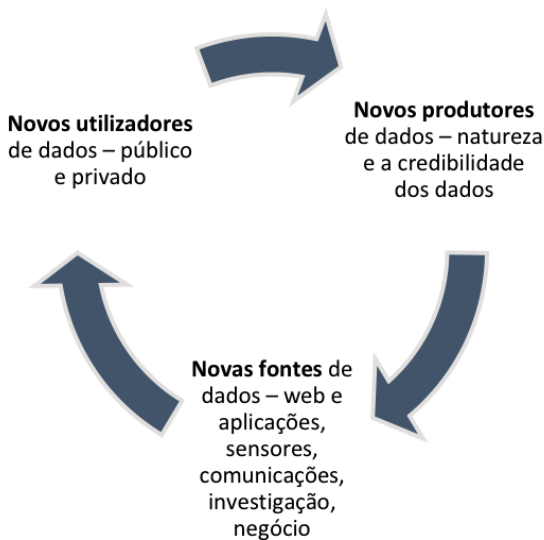 Novos utilizadores
de dados – público
e privado
Novos produtores
de dados – natureza
e a credibilidade
dos dados
Novas fontes de
dados – web e
aplicações,
sensores,
comunicações,
investigação,
negócio